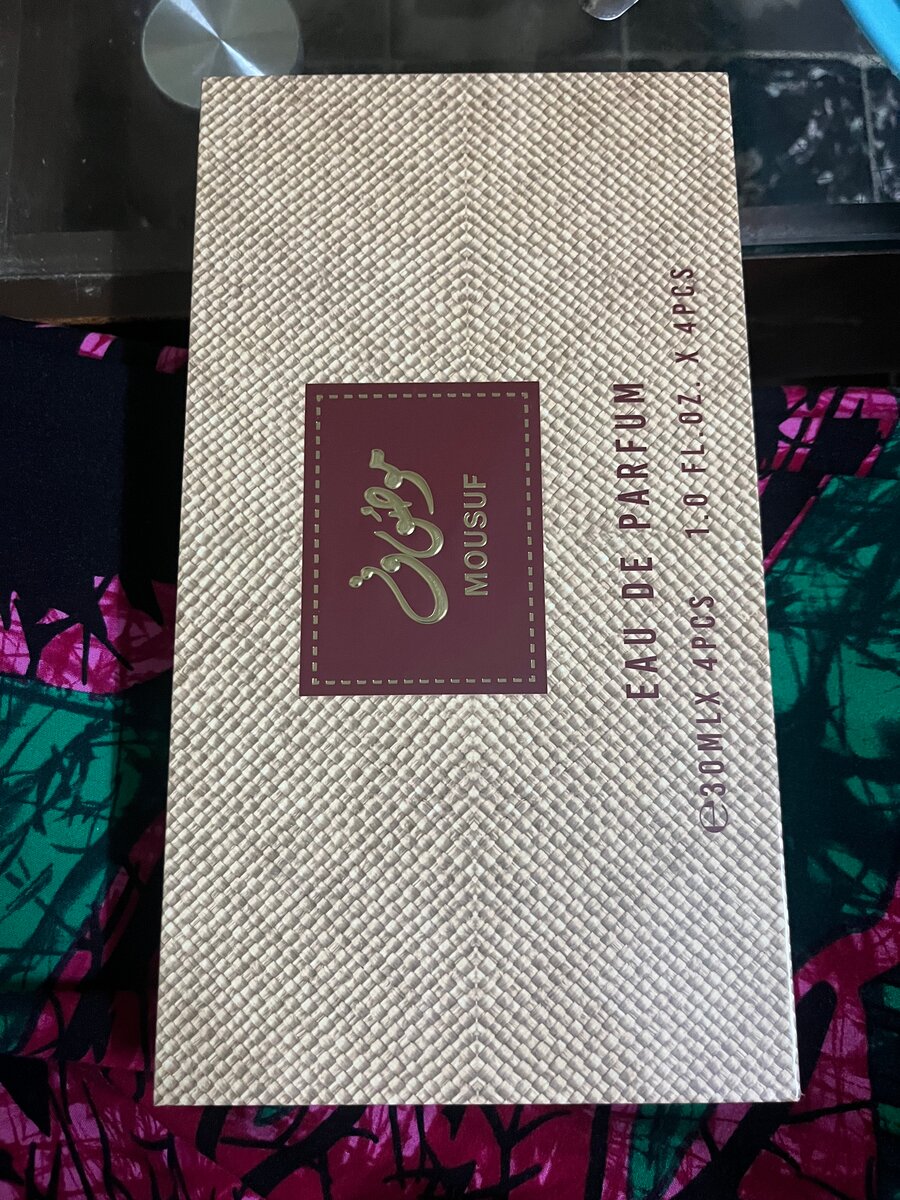 موصوف
MOUSUF
EAU DE PARFUM
℮30MLX 4PCS 1.0 FL.OZ. X 4PCS